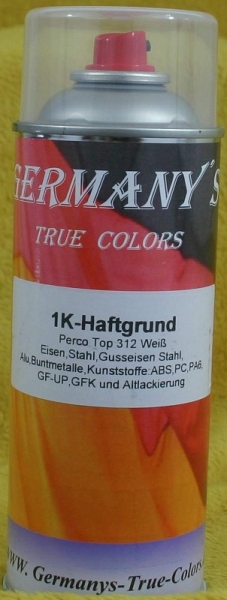 GERMANY'S
TRUE COLORS
1K-Haftgrund
Perco Top 312 Weiß
Eisen,Stahl,Gusseisen Stahl,
Alu,Buntmetalle,Kunststoffe:ABS,PC,PA6,
GF-UP,GFK und Altlackierung
WWW. Germanys-True-Colors.